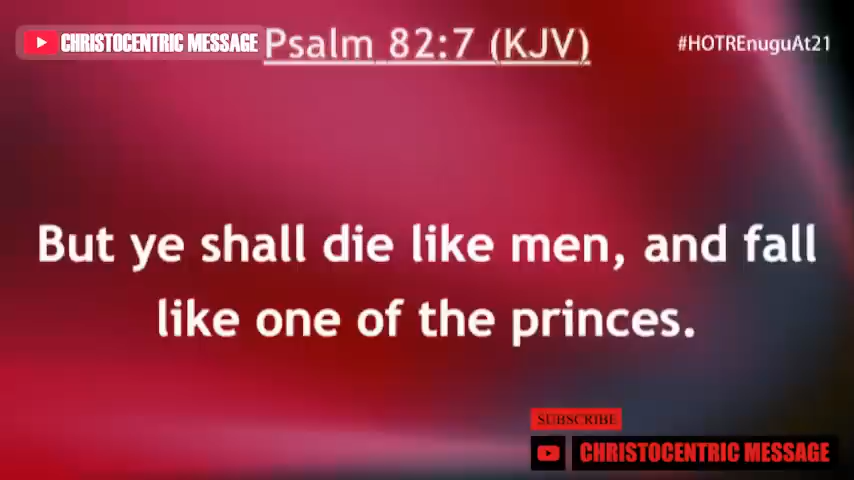 CHRISTOCENTRIC MESSAGE
Psalm 82:7 (KJV)
#HOTREnuguAt21
But ye shall die like men, and fall
like one of the princes.
SUBSCRIBE
CHRISTOCENTRIC MESSAGE